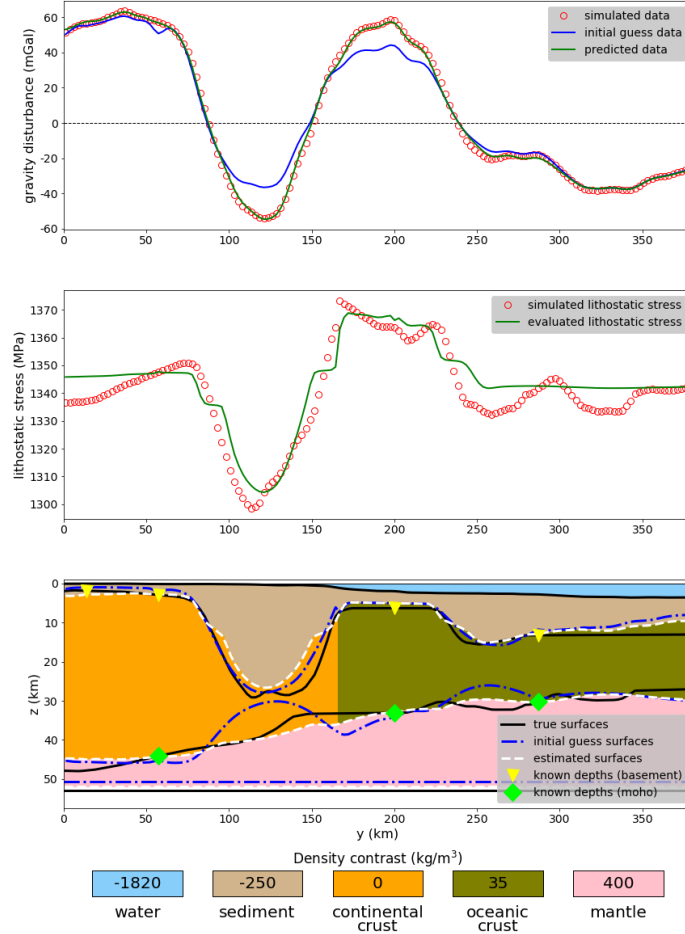 60
40
20
0
-20
-40
-60
gravity disturbance (mGal)
simulated data
initial guess data
predicted data
0 50 100 150 200 250 300 350
1370
1360
1350
1340
1330
1320
1310
1300
lithostatic stress (MPa)
simulated lithostatic stress
evaluated lithostatic stress
0 50 100 150 200 250 300 350
0
10
20
30
40
50
z (km)
true surfaces
initial guess surfaces
estimated surfaces
known depths (basement)
known depths (moho)
0 50 100 150 200 250 300 350
y (km)
Density contrast (kg/m³)
-1820 -250 0 35 400
water sediment continental oceanic mantle
crust crust